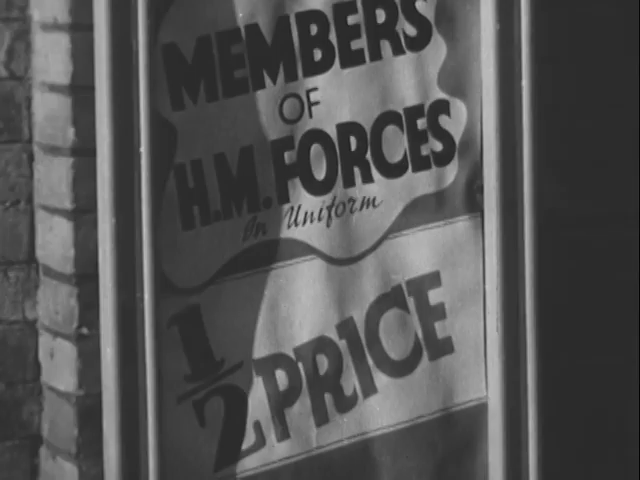 MEMBERS
OF
H.M. FORCES
In Uniform
1/2 PRICE